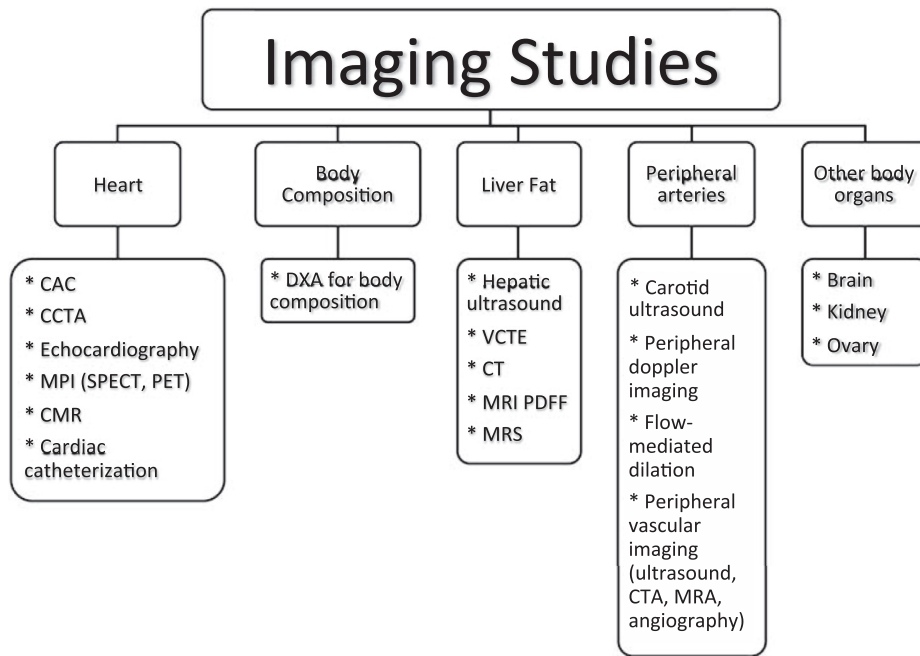 Imaging Studies
Heart
* CAC
* CCTA
* Echocardiography
* MPI (SPECT, PET)
* CMR
* Cardiac
catheterization
Body
Composition
* DXA for body
composition
Liver Fat
* Hepatic
ultrasound
* VCTE
* CT
* MRI PDFF
* MRS
Peripheral
arteries
* Carotid
ultrasound
* Peripheral
doppler
imaging
* Flow-
mediated
dilation
* Peripheral
vascular
imaging
(ultrasound,
CTA, MRA,
angiography)
Other body
organs
* Brain
* Kidney
* Ovary